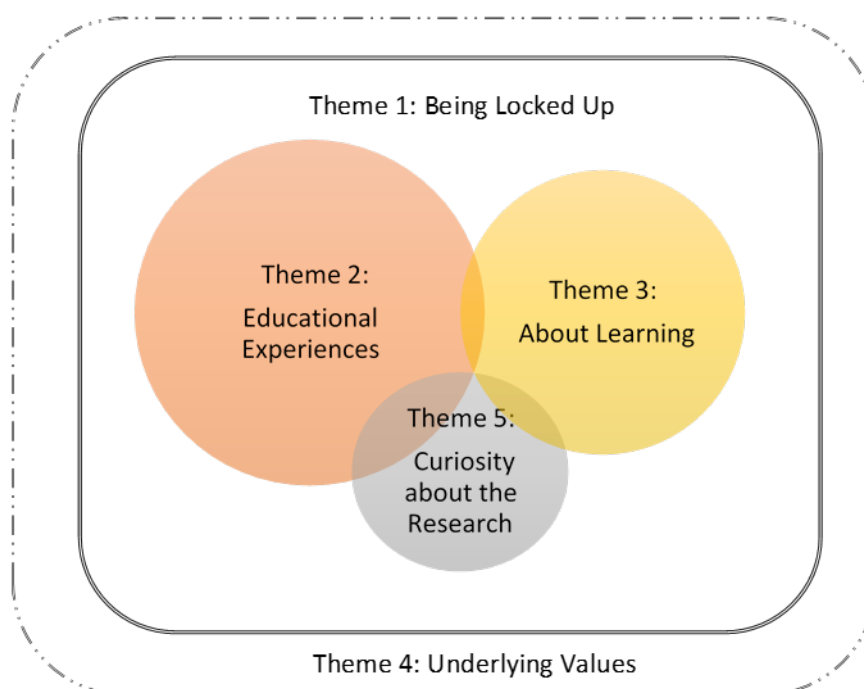 Theme 1: Being Locked Up
Theme 2:
Educational
Experiences
Theme 3:
About Learning
Theme 5:
Curiosity
about the
Research
Theme 4: Underlying Values